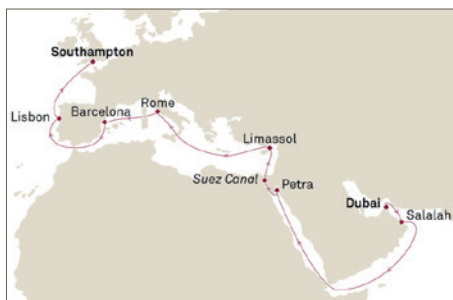 Southampton
Lisbon
Barcelona
Rome
Limassol
Suez Canal
Petra
Dubai
Salalah